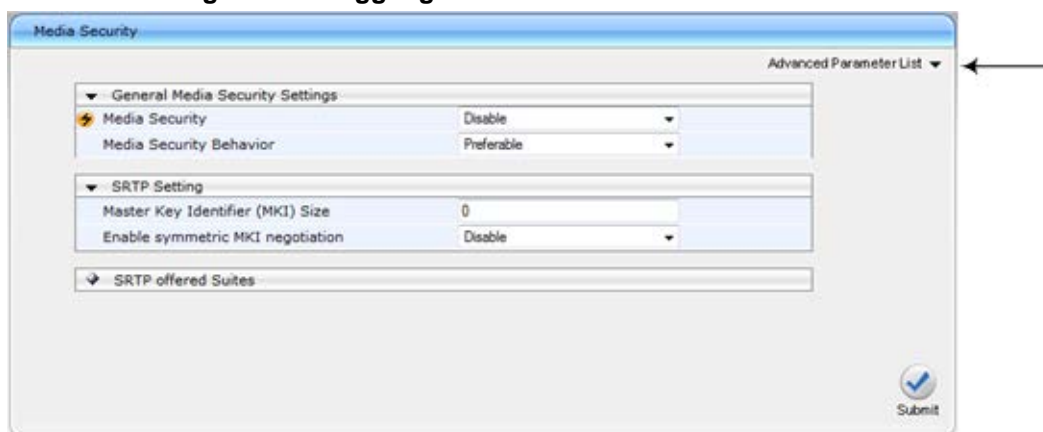 Media Security
Advanced Parameter List
General Media Security Settings
Media Security Disable
Media Security Behavior Preferable
SRTP Setting
Master Key Identifier (MKI) Size 0
Enable symmetric MKI negotiation Disable
SRTP offered Suites
Submit